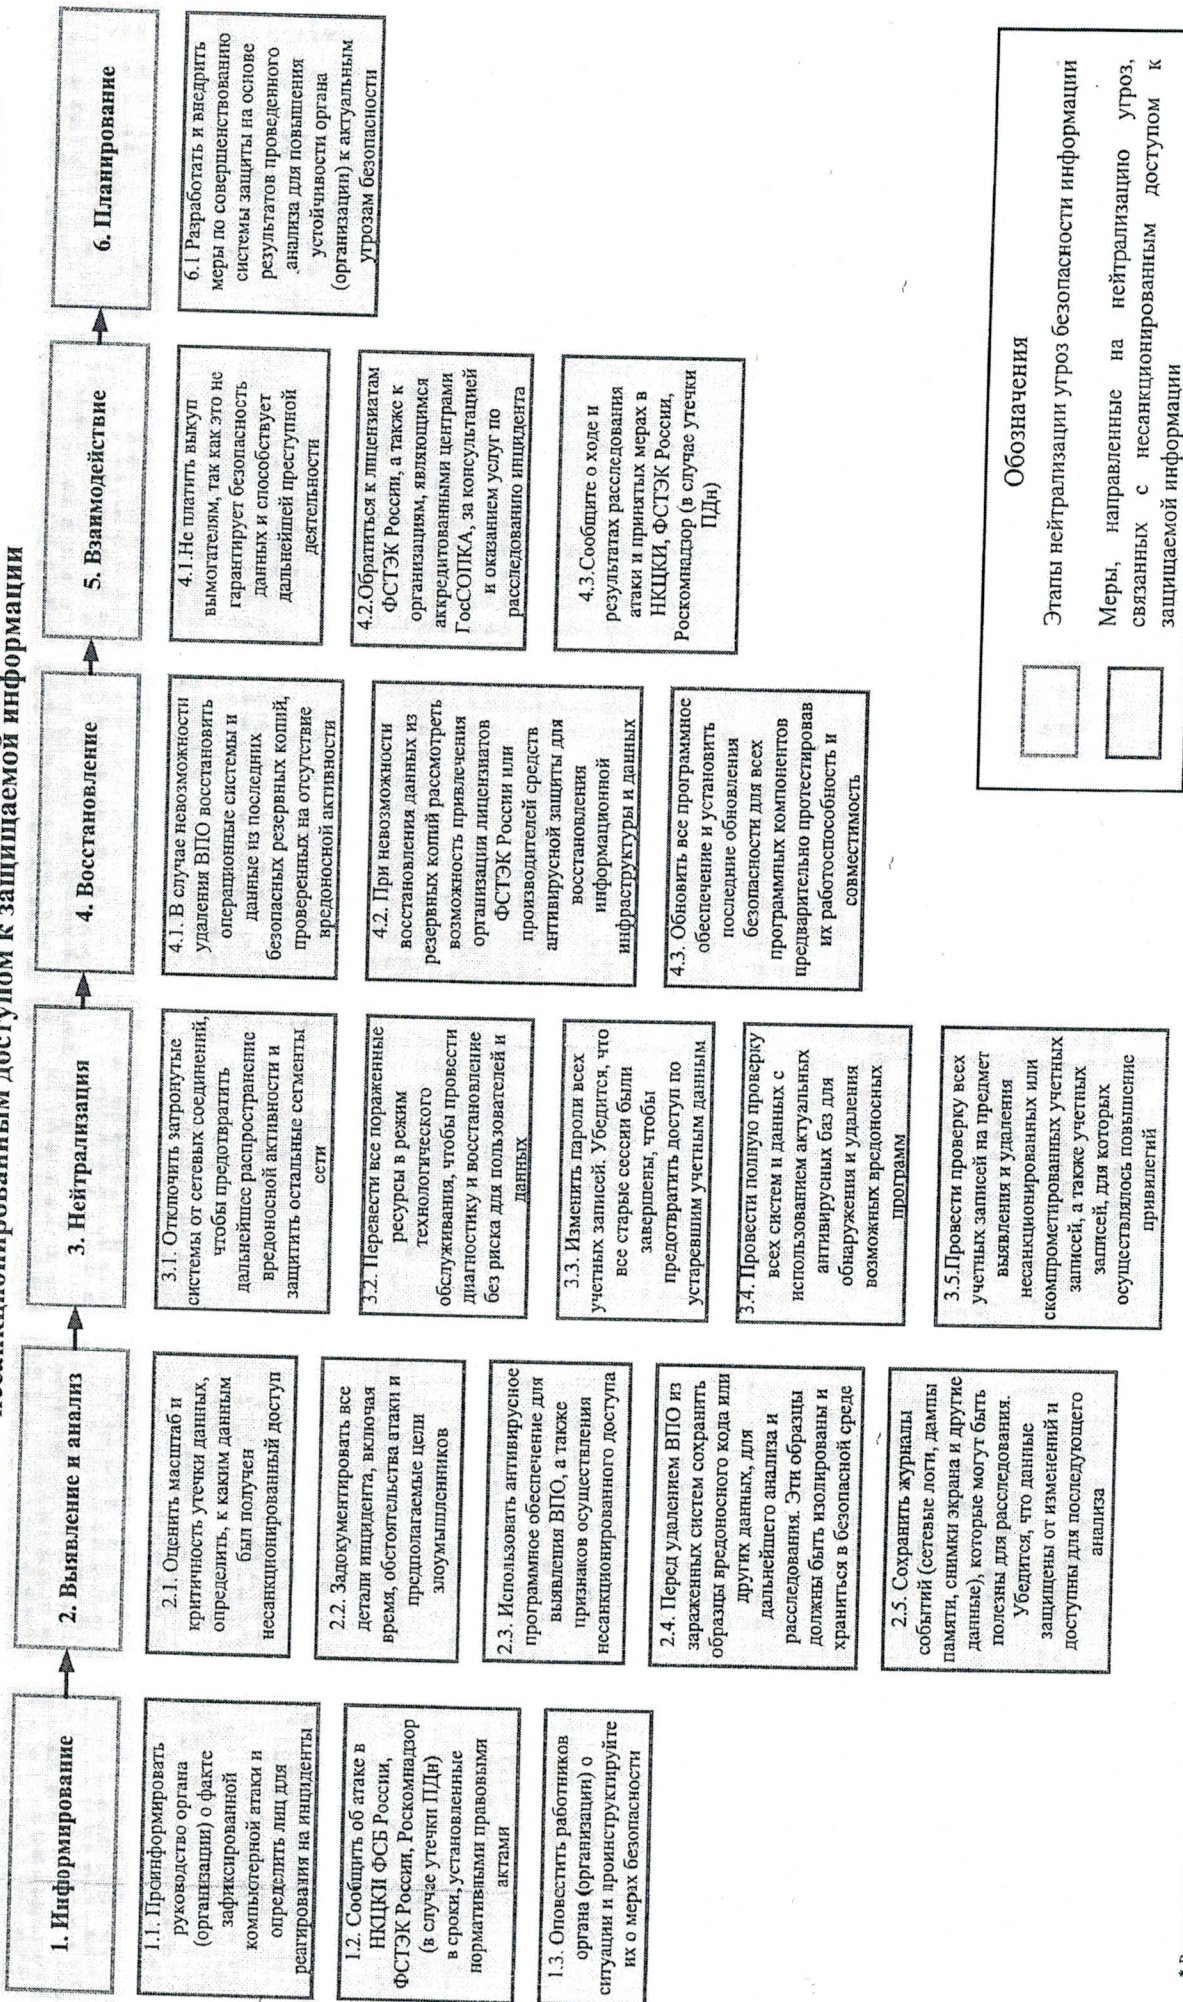 несанкционированным доступом к защищаемой информации
1. Информирование
1.1. Проинформировать
руководство органа
(организации) о факте
зафиксированной
компьютерной атаки и
определить лиц для
реагирования на инциденты
1.2. Сообщить об атаке в
НКЦКИ ФСБ России,
ФСТЭК России, Роскомнадзор
(в случае утечки ПДн)
в сроки, установленные
нормативными правовыми
актами
1.3. Оповестить работников
органа (организации) о
ситуации и проинструктируйте
их о мерах безопасности
2. Выявление и анализ
2.1. Оценить масштаб и
критичность утечки данных,
определить, к каким данным
был получен
несанкционированный доступ
2.2. Задокументировать все
детали инцидента, включая
время, обстоятельства атаки и
предполагаемые цели
злоумышленников
2.3. Использовать антивирусное
программное обеспечение для
выявления ВПО, а также
признаков осуществления
несанкционированного доступа
2.4. Перед удалением ВПО из
зараженных систем сохранить
образцы вредоносного кода или
других данных, для
дальнейшего анализа и
расследования. Эти образцы
должны быть изолированы и
храниться в безопасной среде
2.5. Сохранить журналы
событий (сетевые логи, дампы
памяти, снимки экрана и другие
данные), которые могут быть
полезны для расследования.
Убедится, что данные
защищены от изменений и
доступны для последующего
анализа
3. Нейтрализация
3.1. Отключить затронутые
системы от сетевых соединений,
чтобы предотвратить
дальнейшее распространие
вредоносной активности и
защитить остальные сегменты
сети
3.2. Перевести все пораженные
ресурсы в режим
технологического
обслуживания, чтобы провести
диагностику и восстановление
без риска для пользователей и
данных
3.3. Изменить пароли всех
учетных записей. Убедится, что
все старые сессии были
завершены, чтобы
предотвратить доступ по
устаревшим учетным данным
3.4. Провести полную проверку
всех систем и данных с
использованием актуальных
антивирусных баз для
обнаружения и удаления
возможных вредоносных
программ
3.5.Провести проверку всех
учетных записей на предмет
выявления и удаления
несанкционированных или
скомпрометированных учетных
записей, а также учетных
записей, для которых
осуществлялось повышение
привилегий
4. Восстановление
4.1. В случае невозможности
удаления ВПО восстановить
операционные системы и
данные из последних
безопасных резервных копий,
проверенных на отсутствие
вредоносной активности
4.2. При невозможности
восстановления данных из
резервных копий рассмотреть
возможность привлечения
организации лицензиатов
ФСТЭК России или
производителей средств
антивирусной защиты для
восстановления
информационной
инфраструктуры и данных
4.3. Обновить все программное
обеспечение и установить
последние обновления
безопасности для всех
программных компонентов
предварительно протестировав
их работоспособность и
совместимость
5. Взаимодействие
4.1.Не платить выкуп
вымогателям, так как это не
гарантирует безопасность
данных и способствует
дальнейшей преступной
деятельности
4.2.Обратиться к лицензиатам
ФСТЭК России, а также к
организациям, являющимся
аккредитованными центрами
ГосСОПКА, за консультацией
и оказанием услуг по
расследованию инцидента
4.3.Сообщите о ходе и
результатах расследования
атаки и принятых мерах в
НКЦКИ, ФСТЭК России,
Роскомнадзор (в случае утечки
ПДн)
6. Планирование
6.1 Разработать и внедрить
меры по совершенствованию
системы защиты на основе
результатов проведенного
анализа для повышения
устойчивости органа
(организации) к актуальным
угрозам безопасности
Обозначения
Этапы нейтрализации угроз безопасности информации
Меры, направленные на нейтрализацию угроз,
связанных с несанкционированным доступом к
защищаемой информации